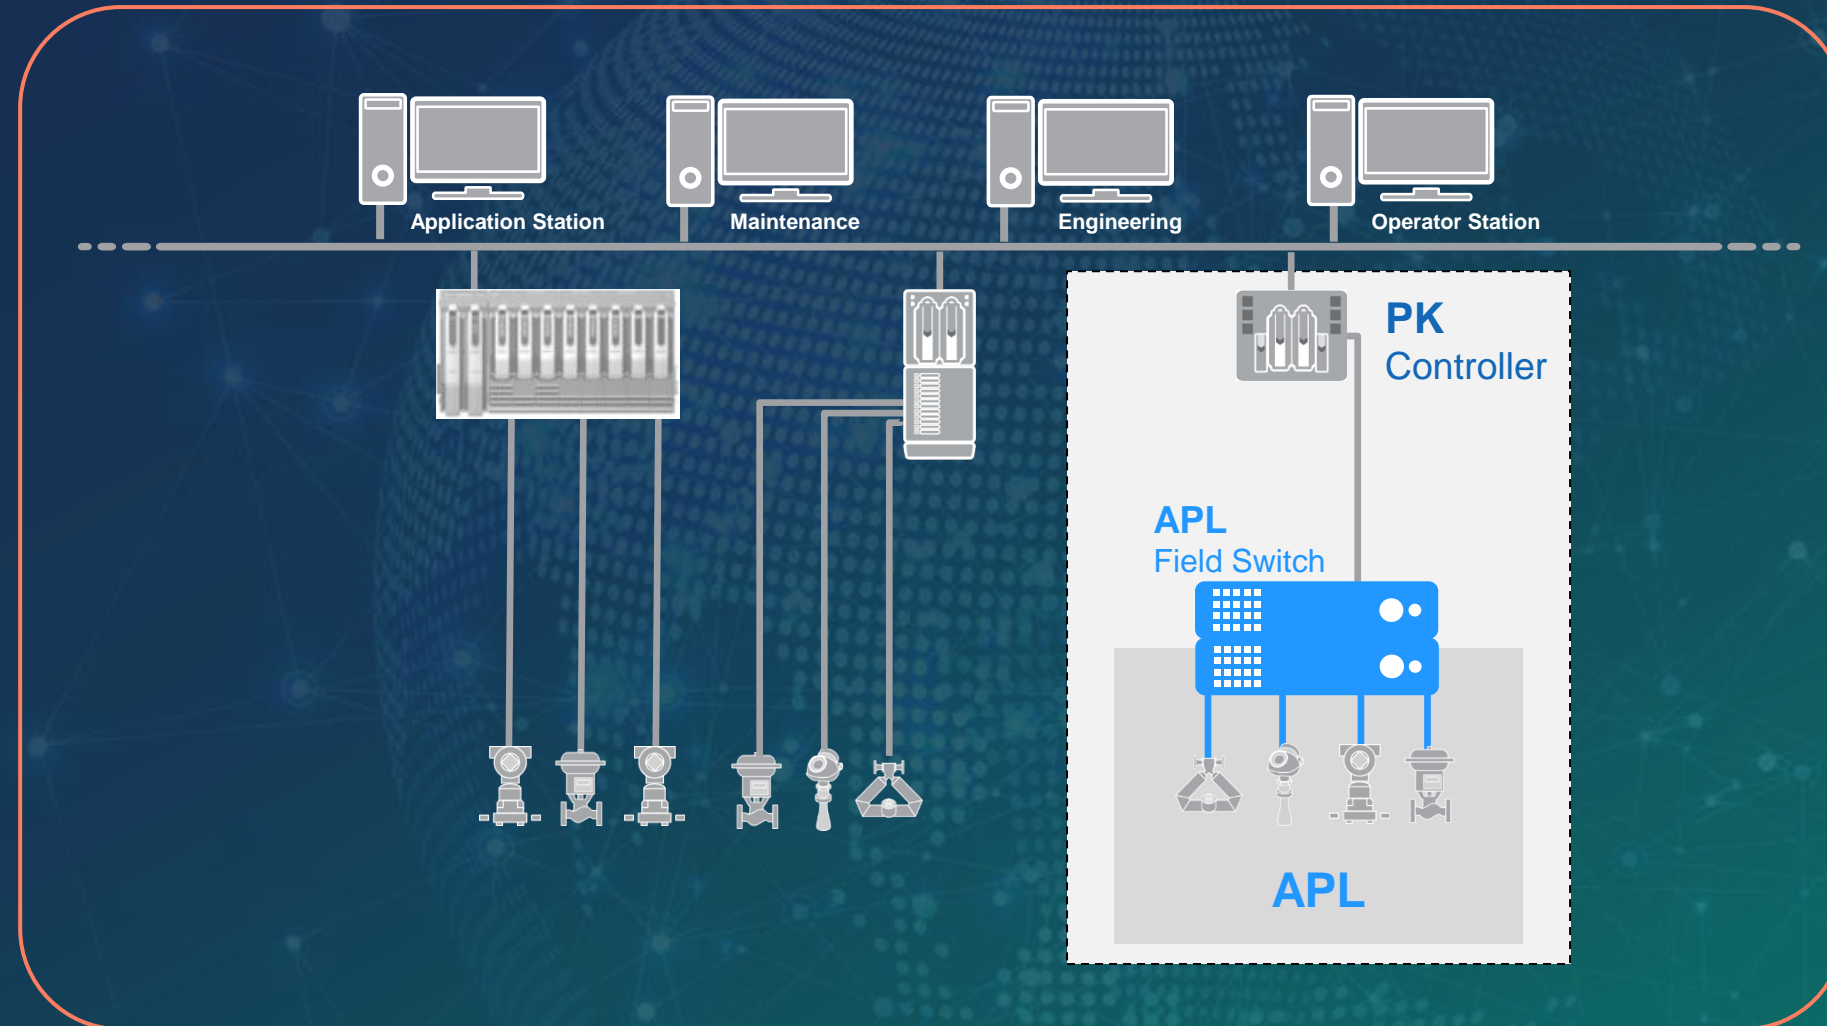 Application Station
Maintenance
Engineering
Operator Station
PK
Controller
APL
Field Switch
APL